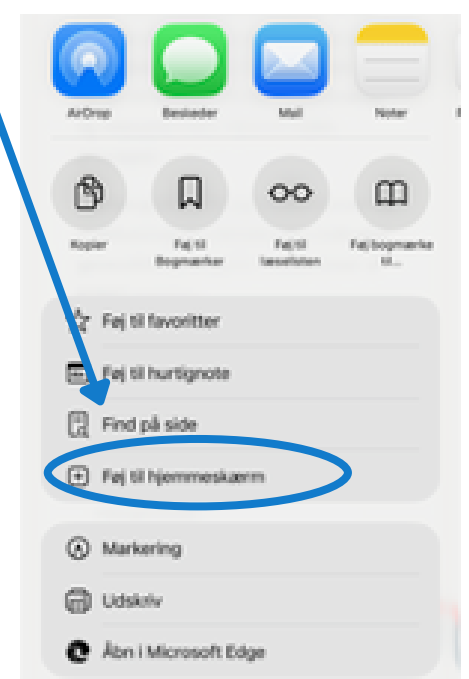 AirDrop
Beskeder
Mail
Noter
Kopier
Føj til
Bogmærker
Føj til
læselisten
Føj bogmærke
til...
Føj til favoritter
Føj til hurtignote
Find på side
Føj til hjemmeskærm
Markering
Udskriv
Åbn i Microsoft Edge